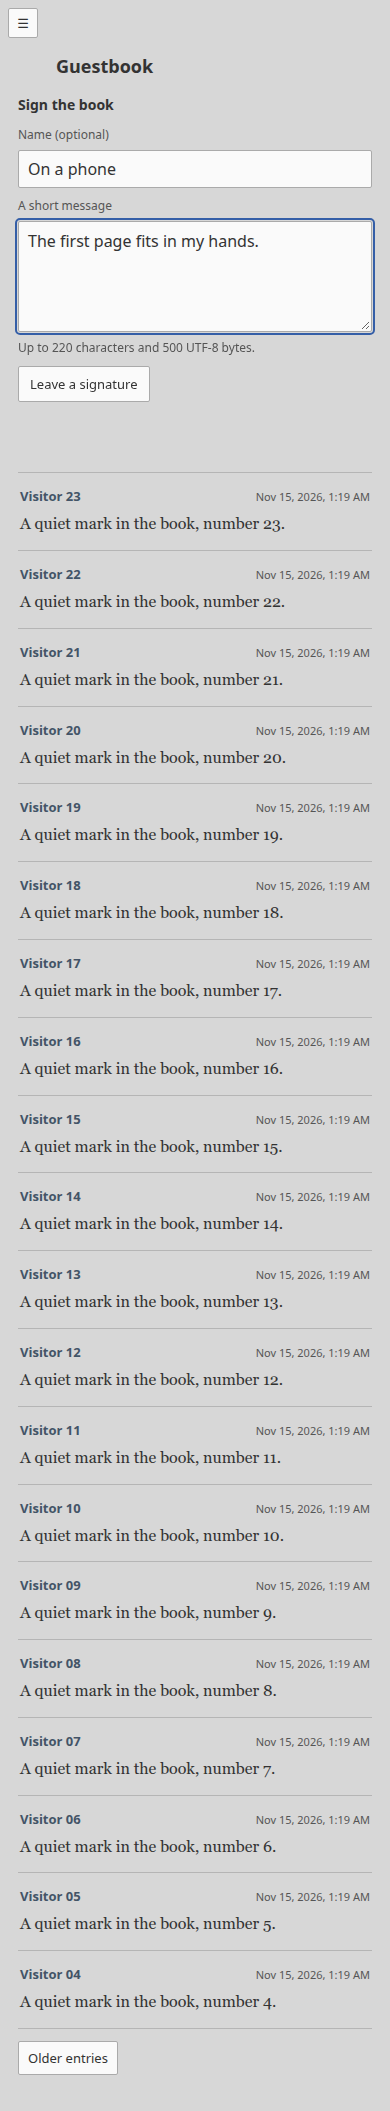 ☰
Guestbook
Sign the book
Name (optional)
On a phone
A short message
The first page fits in my hands.
Up to 220 characters and 500 UTF-8 bytes.
Leave a signature
Visitor 23 Nov 15, 2026, 1:19 AM
A quiet mark in the book, number 23.
Visitor 22 Nov 15, 2026, 1:19 AM
A quiet mark in the book, number 22.
Visitor 21 Nov 15, 2026, 1:19 AM
A quiet mark in the book, number 21.
Visitor 20 Nov 15, 2026, 1:19 AM
A quiet mark in the book, number 20.
Visitor 19 Nov 15, 2026, 1:19 AM
A quiet mark in the book, number 19.
Visitor 18 Nov 15, 2026, 1:19 AM
A quiet mark in the book, number 18.
Visitor 17 Nov 15, 2026, 1:19 AM
A quiet mark in the book, number 17.
Visitor 16 Nov 15, 2026, 1:19 AM
A quiet mark in the book, number 16.
Visitor 15 Nov 15, 2026, 1:19 AM
A quiet mark in the book, number 15.
Visitor 14 Nov 15, 2026, 1:19 AM
A quiet mark in the book, number 14.
Visitor 13 Nov 15, 2026, 1:19 AM
A quiet mark in the book, number 13.
Visitor 12 Nov 15, 2026, 1:19 AM
A quiet mark in the book, number 12.
Visitor 11 Nov 15, 2026, 1:19 AM
A quiet mark in the book, number 11.
Visitor 10 Nov 15, 2026, 1:19 AM
A quiet mark in the book, number 10.
Visitor 09 Nov 15, 2026, 1:19 AM
A quiet mark in the book, number 9.
Visitor 08 Nov 15, 2026, 1:19 AM
A quiet mark in the book, number 8.
Visitor 07 Nov 15, 2026, 1:19 AM
A quiet mark in the book, number 7.
Visitor 06 Nov 15, 2026, 1:19 AM
A quiet mark in the book, number 6.
Visitor 05 Nov 15, 2026, 1:19 AM
A quiet mark in the book, number 5.
Visitor 04 Nov 15, 2026, 1:19 AM
A quiet mark in the book, number 4.
Older entries